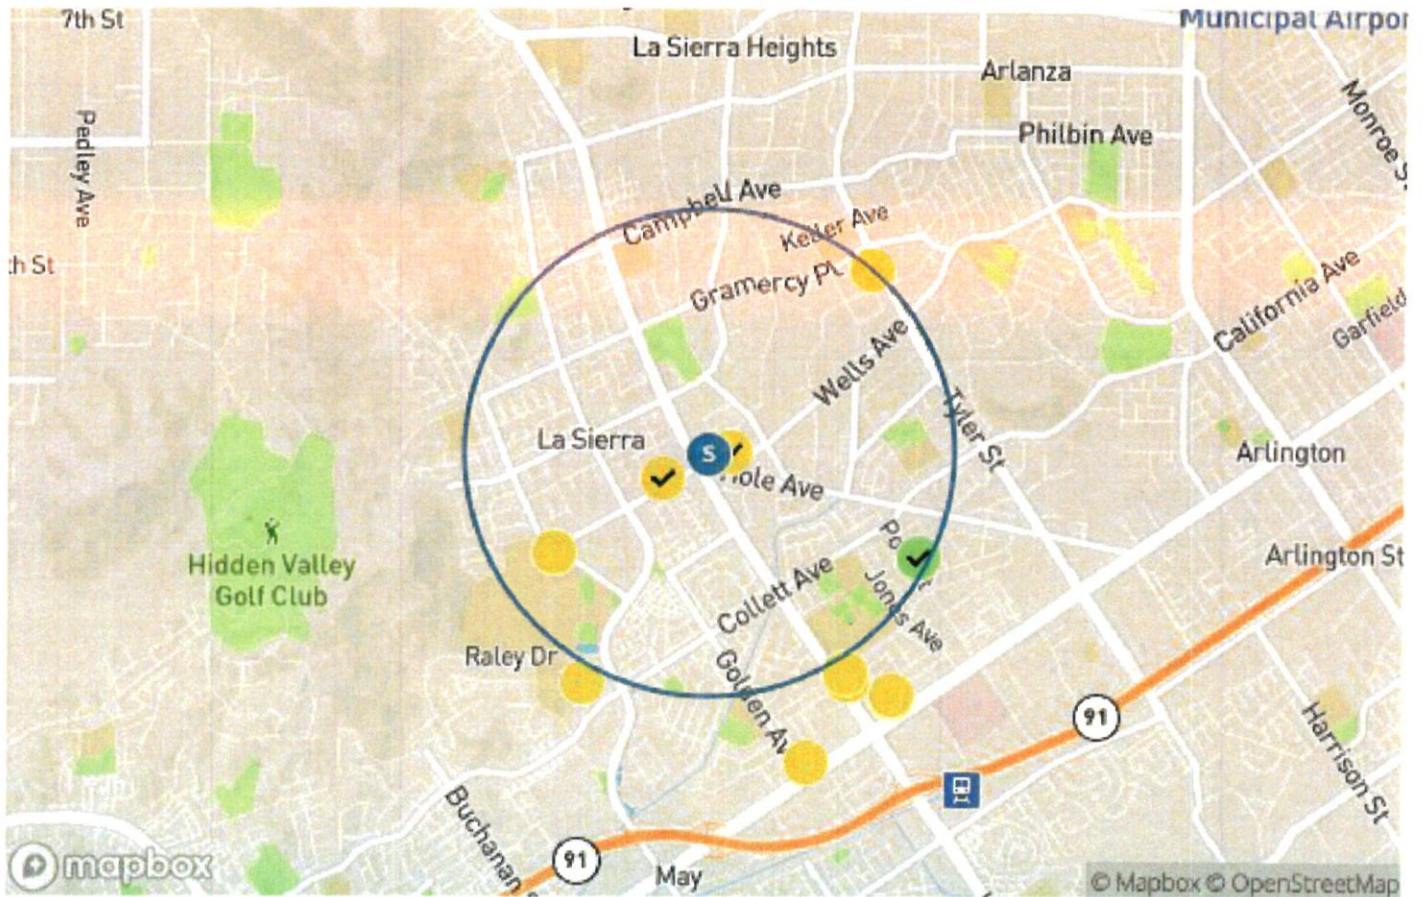 7th St
Municipal Airpor
La Sierra Heights
Arlanza
Monroe S
Pedley Ave
Philbin Ave
Campbell Ave
Keller Ave
th St
Gramercy Pl
California Ave
Garfield
Wells Ave
Tyler St
La Sierra
S
Hole Ave
Arlington
Hidden Valley
Golf Club
Collett Ave
Jones Ave
Arlington St
Raley Dr
Golden Av
91
Harrison St
Buchanan S
91
May
mapbox
© Mapbox © OpenStreetMap